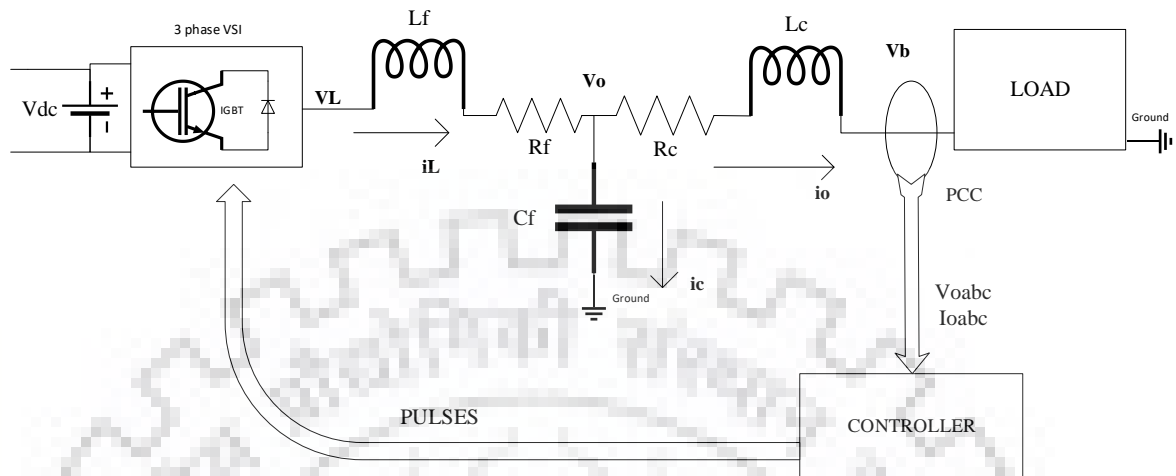 3 phase VSI
Lf
Lc
Vdc
+
-
IGBT
VL
Vo
Vb
LOAD
Ground
iL
Rf
Rc
io
PCC
Cf
ic
Ground
Voabc
Ioabc
PULSES
CONTROLLER